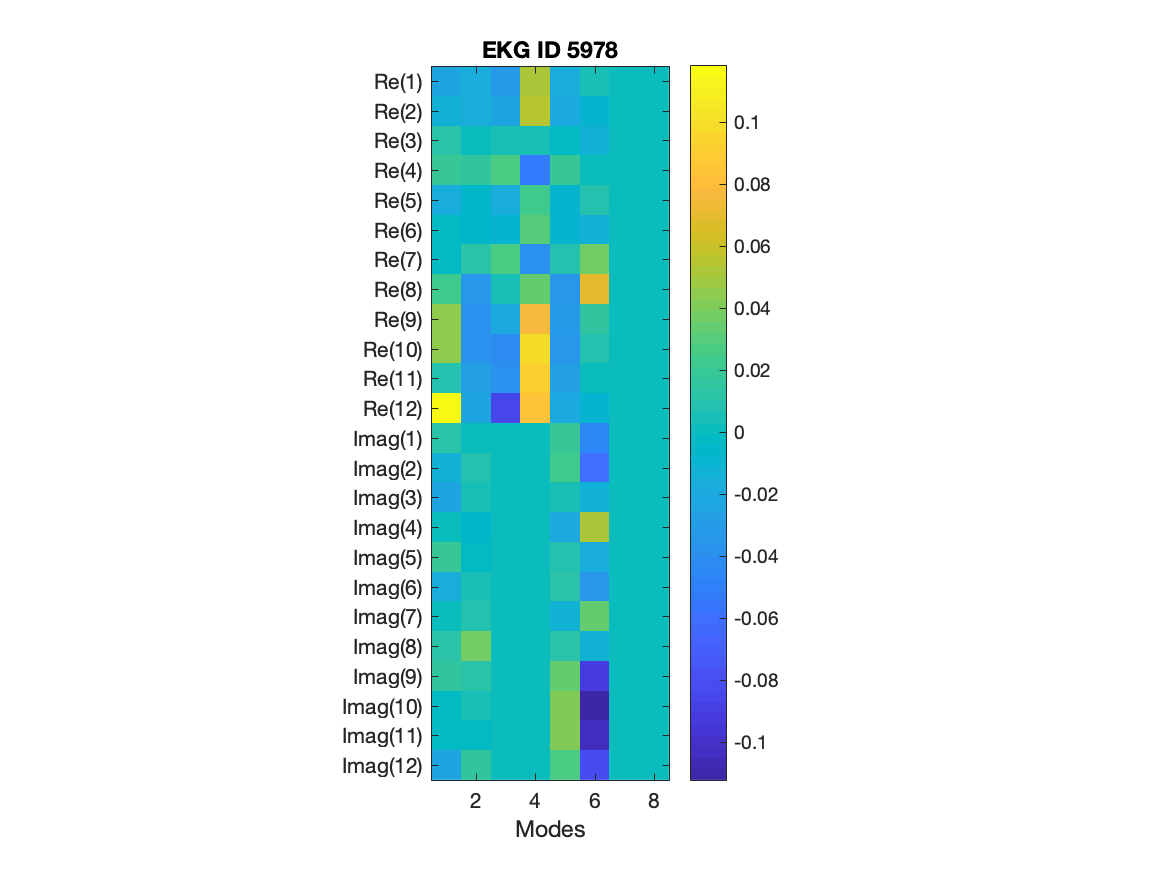 EKG ID 5978
Re(1)
Re(2)
Re(3)
Re(4)
Re(5)
Re(6)
Re(7)
Re(8)
Re(9)
Re(10)
Re(11)
Re(12)
Imag(1)
Imag(2)
Imag(3)
Imag(4)
Imag(5)
Imag(6)
Imag(7)
Imag(8)
Imag(9)
Imag(10)
Imag(11)
Imag(12)
2 4 6 8
Modes
0.1
0.08
0.06
0.04
0.02
0
-0.02
-0.04
-0.06
-0.08
-0.1